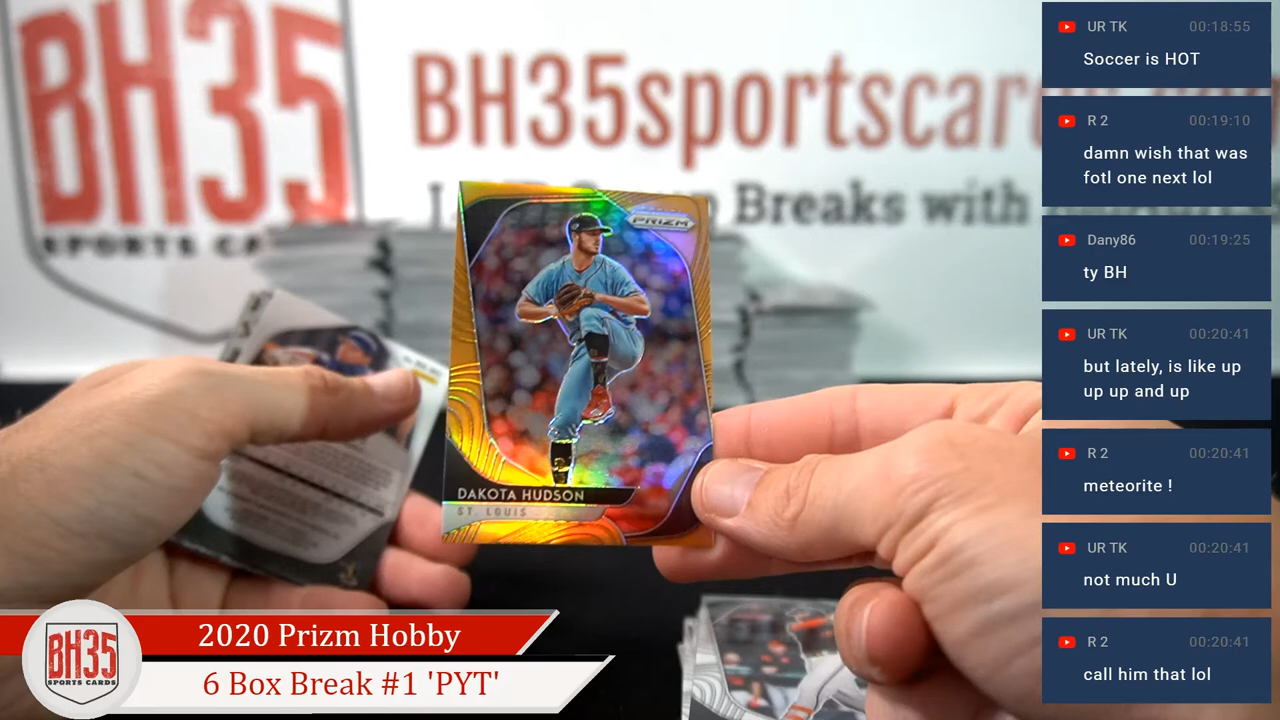 BH35
SPORTS CA
BH35sportscar
Breaks with
PRIZM
DAKOTA HUDSON
ST. LOUIS
2020 Prizm Hobby
6 Box Break #1 'PYT'
BH35
SPORTS CARDS
UR TK 00:18:55
Soccer is HOT
R 2 00:19:10
damn wish that was
fotl one next lol
Dany86 00:19:25
ty BH
UR TK 00:20:41
but lately, is like up
up up and up
R 2 00:20:41
meteorite !
UR TK 00:20:41
not much U
R 2 00:20:41
call him that lol